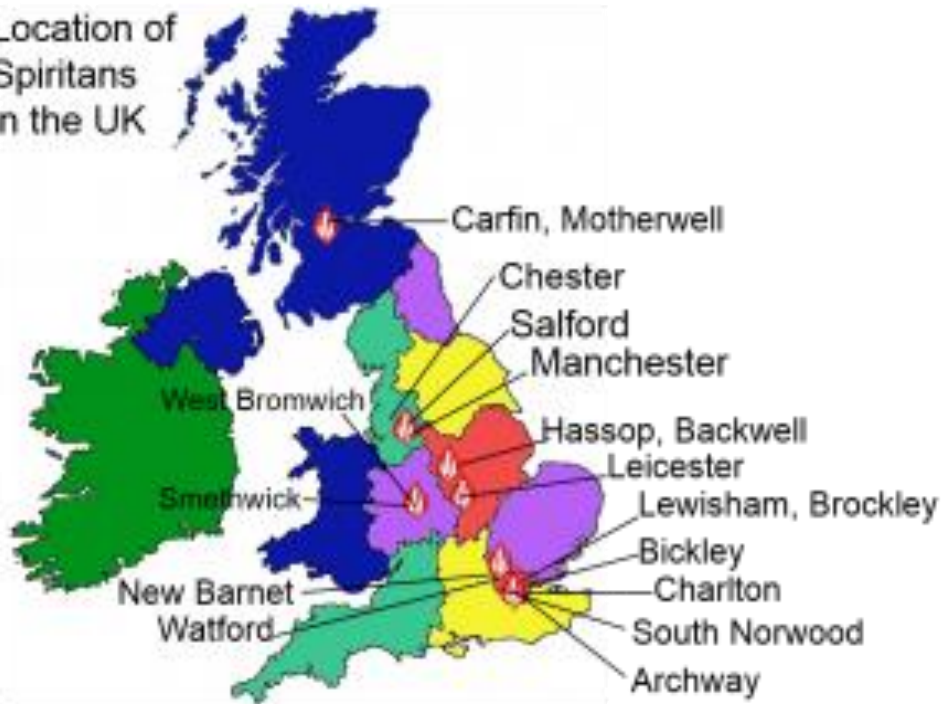 Location of
Spiritans
in the UK
Carfin, Motherwell
Chester
Salford
Manchester
West Bromwich
Hassop, Backwell
Leicester
Smethwick
Lewisham, Brockley
Bickley
New Barnet
Charlton
Watford
South Norwood
Archway